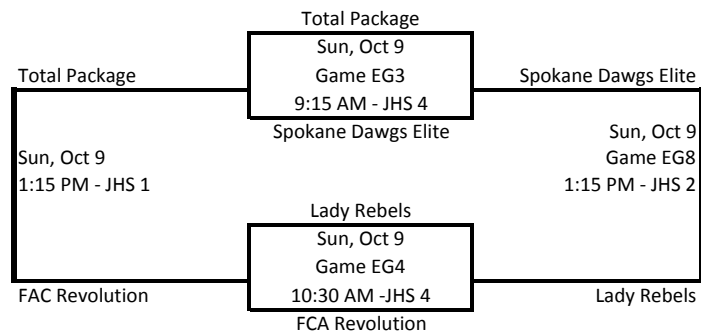 Total Package
Sun, Oct 9
Total Package Game EG3 Spokane Dawgs Elite
9:15 AM - JHS 4
Spokane Dawgs Elite Sun, Oct 9
Sun, Oct 9 Game EG8
1:15 PM - JHS 1 1:15 PM - JHS 2
Lady Rebels
Sun, Oct 9
Game EG4
FAC Revolution 10:30 AM -JHS 4 Lady Rebels
FCA Revolution